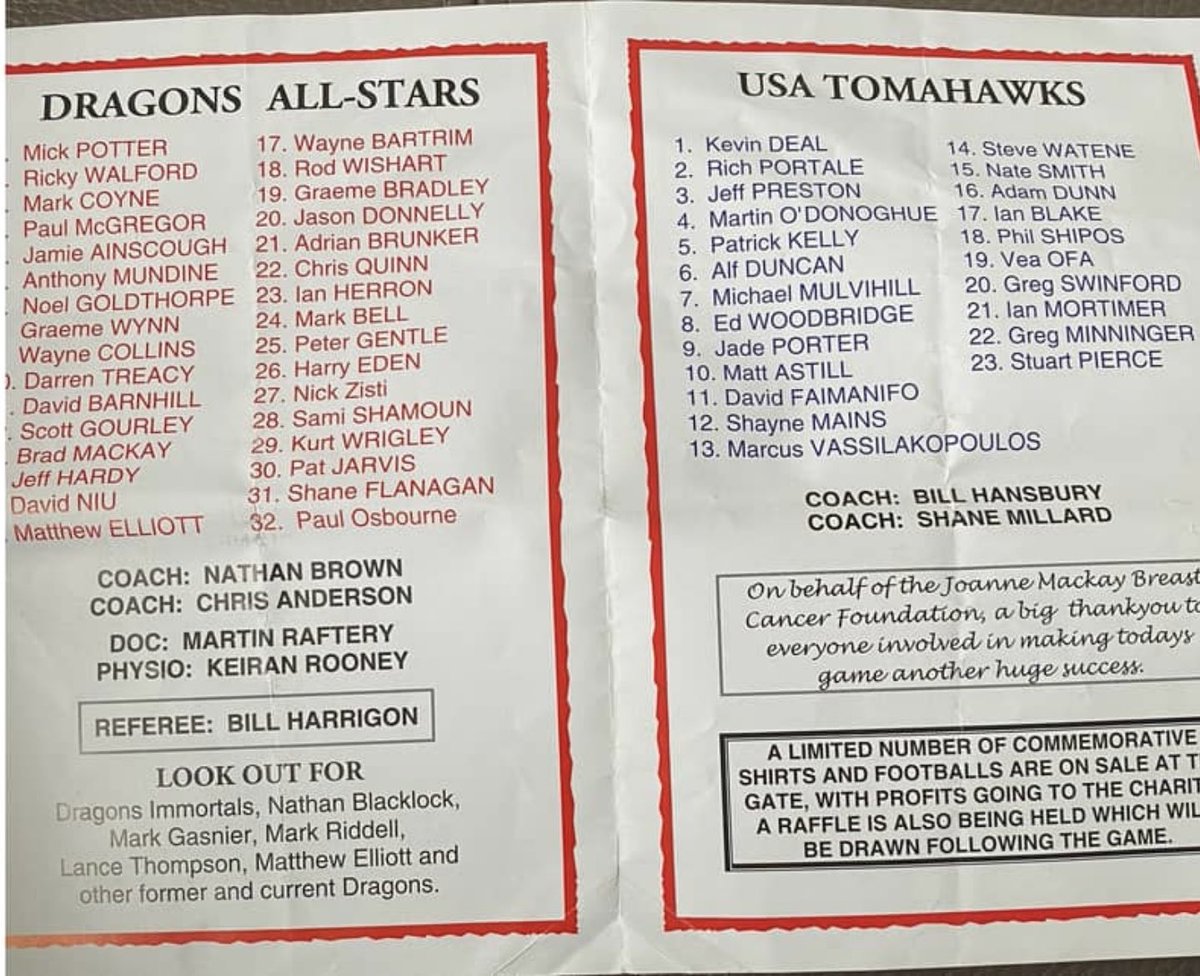 DRAGONS ALL-STARS
Mick POTTER
Ricky WALFORD
Mark COYNE
Paul McGREGOR
Jamie AINSCOUGH
Anthony MUNDINE
Noel GOLDTHORPE
Graeme WYNN
Wayne COLLINS
Darren TREACY
David BARNHILL
Scott GOURLEY
Brad MACKAY
Jeff HARDY
David NIU
Matthew ELLIOTT
17. Wayne BARTRIM
18. Rod WISHART
19. Graeme BRADLEY
20. Jason DONNELLY
21. Adrian BRUNKER
22. Chris QUINN
23. Ian HERRON
24. Mark BELL
25. Peter GENTLE
26. Harry EDEN
27. Nick Zisti
28. Sami SHAMOUN
29. Kurt WRIGLEY
30. Pat JARVIS
31. Shane FLANAGAN
32. Paul Osbourne
COACH: NATHAN BROWN
COACH: CHRIS ANDERSON
DOC: MARTIN RAFTERY
PHYSIO: KEIRAN ROONEY
REFEREE: BILL HARRIGON
LOOK OUT FOR
Dragons Immortals, Nathan Blacklock,
Mark Gasnier, Mark Riddell,
Lance Thompson, Matthew Elliott and
other former and current Dragons.
USA TOMAHAWKS
1. Kevin DEAL
2. Rich PORTALE
3. Jeff PRESTON
4. Martin O'DONOGHUE
5. Patrick KELLY
6. Alf DUNCAN
7. Michael MULVIHILL
8. Ed WOODBRIDGE
9. Jade PORTER
10. Matt ASTILL
11. David FAIMANIFO
12. Shayne MAINS
13. Marcus VASSILAKOPOULOS
14. Steve WATENE
15. Nate SMITH
16. Adam DUNN
17. Ian BLAKE
18. Phil SHIPOS
19. Vea OFA
20. Greg SWINFORD
21. Ian MORTIMER
22. Greg MINNINGER
23. Stuart PIERCE
COACH: BILL HANSBURY
COACH: SHANE MILLARD
On behalf of the Joanne Mackay Breast
Cancer Foundation, a big thankyou to
everyone involved in making todays
game another huge success.
A LIMITED NUMBER OF COMMEMORATIVE
SHIRTS AND FOOTBALLS ARE ON SALE AT
GATE, WITH PROFITS GOING TO THE
A RAFFLE IS ALSO BEING HELD WHICH
BE DRAWN FOLLOWING THE GAME.